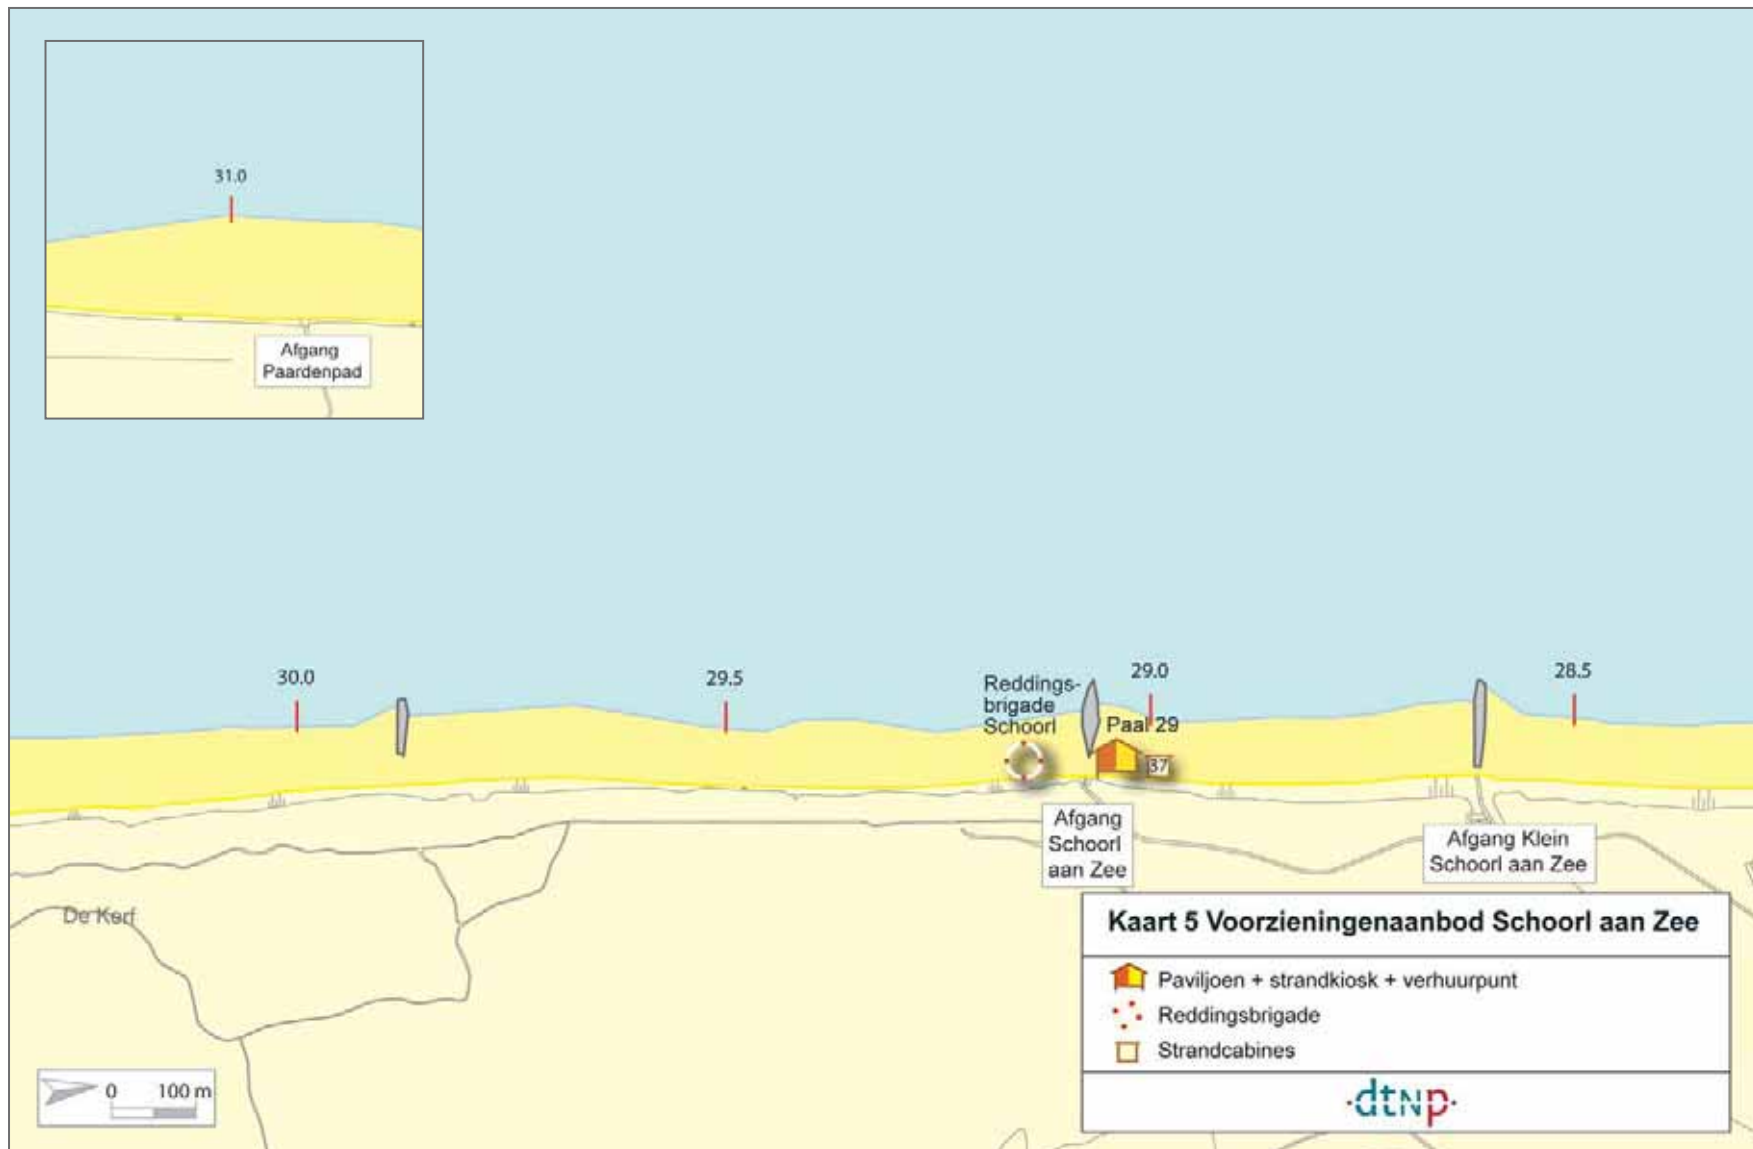 31.0
Afgang
Paardenpad
30.0
29.5
Reddings-
brigade
Schoorl
29.0
Paal 29
37
28.5
Afgang
Schoorl
aan Zee
Afgang Klein
Schoorl aan Zee
De Kerf
Kaart 5 Voorzieningenaanbod Schoorl aan Zee
Paviljoen + strandkiosk + verhuurpunt
Reddingsbrigade
Strandcabines
0 100 m
·dtnp·